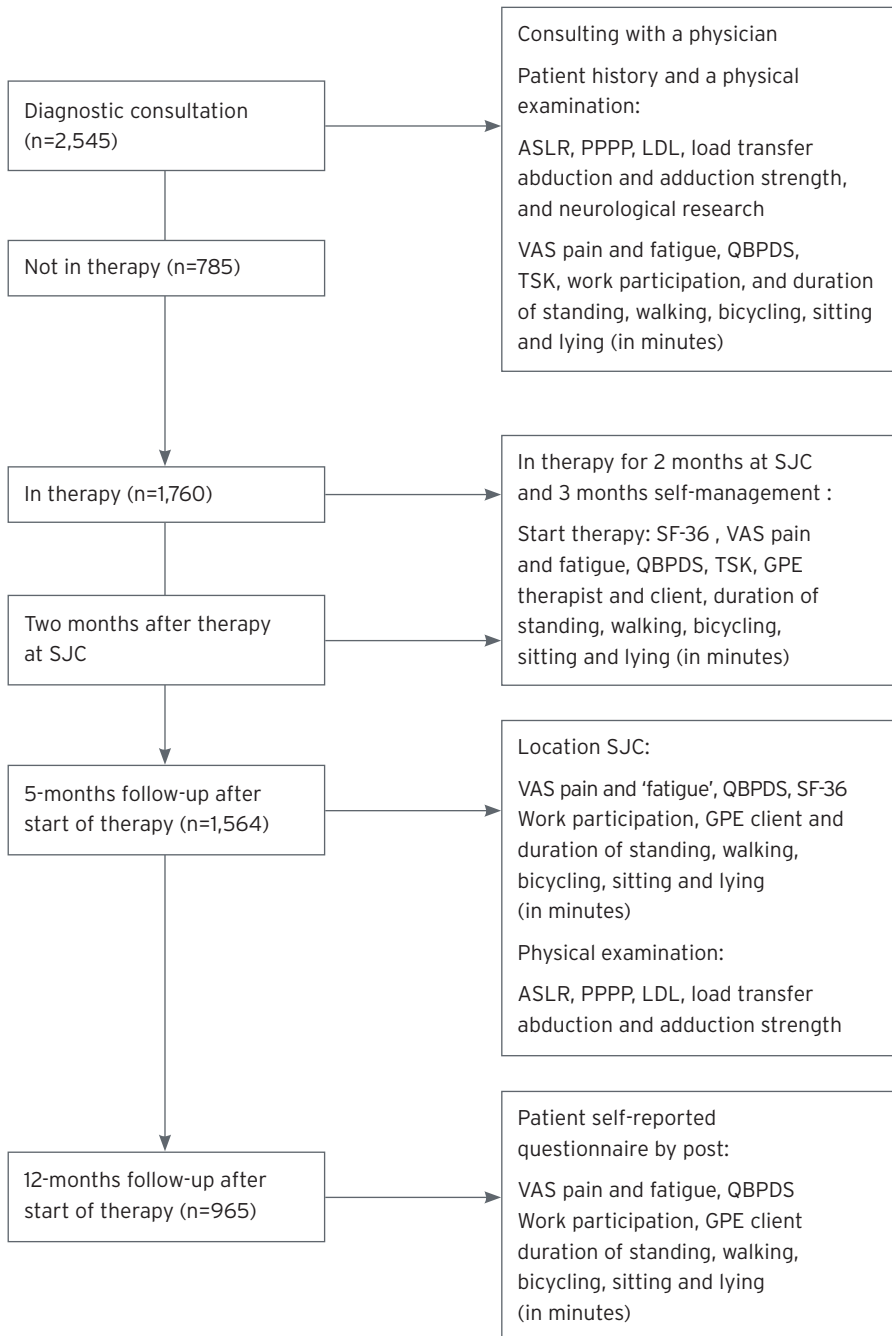 Diagnostic consultation
(n=2,545)
Consulting with a physician
Patient history and a physical
examination:
ASLR, PPPP, LDL, load transfer
abduction and adduction strength,
and neurological research
VAS pain and fatigue, QBPDS,
TSK, work participation, and duration
of standing, walking, bicycling, sitting
and lying (in minutes)
Not in therapy (n=785)
In therapy (n=1,760)
In therapy for 2 months at SJC
and 3 months self-management :
Start therapy: SF-36 , VAS pain
and fatigue, QBPDS, TSK, GPE
therapist and client, duration of
standing, walking, bicycling,
sitting and lying (in minutes)
Two months after therapy
at SJC
5-months follow-up after
start of therapy (n=1,564)
Location SJC:
VAS pain and ‘fatigue’, QBPDS, SF-36
Work participation, GPE client and
duration of standing, walking,
bicycling, sitting and lying
(in minutes)
Physical examination:
ASLR, PPPP, LDL, load transfer
abduction and adduction strength
12-months follow-up after
start of therapy (n=965)
Patient self-reported
questionnaire by post:
VAS pain and fatigue, QBPDS
Work participation, GPE client
duration of standing, walking,
bicycling, sitting and lying
(in minutes)